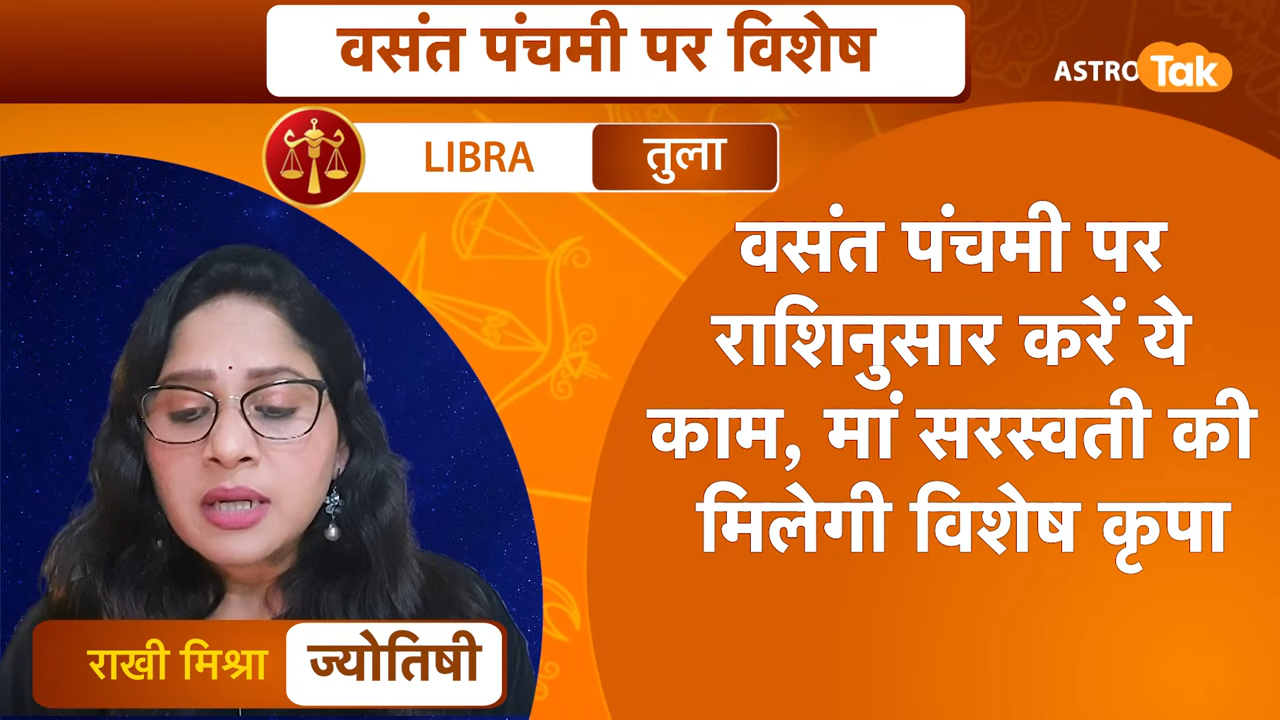 वसंत पंचमी पर विशेष
ASTRO Tak
LIBRA तुला
वसंत पंचमी पर
राशिनुसार करें ये
काम, मां सरस्वती की
मिलेगी विशेष कृपा
राखी मिश्रा ज्योतिषी